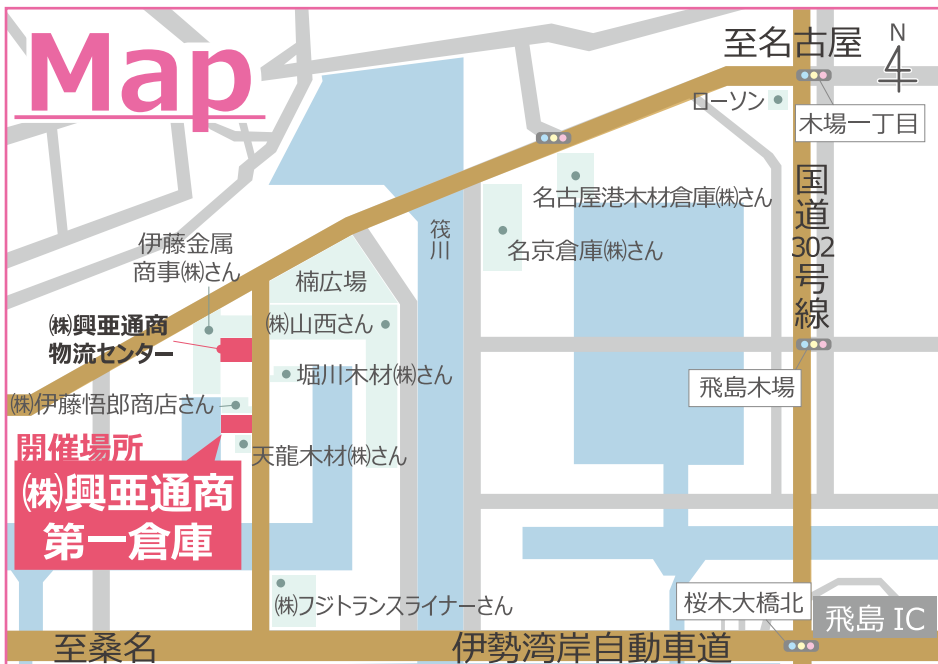 Map
至名古屋
N
ローソン
木場一丁目
国道302号線
名古屋港木材倉庫㈱さん
名京倉庫㈱さん
筏川
伊藤金属
商事㈱さん
楠広場
㈱興亜通商
物流センター
㈱山西さん
飛島木場
堀川木材㈱さん
㈱伊藤悟郎商店さん
開催場所
天龍木材㈱さん
㈱興亜通商
第一倉庫
㈱フジトランスライナーさん
桜木大橋北
飛島 IC
至桑名
伊勢湾岸自動車道